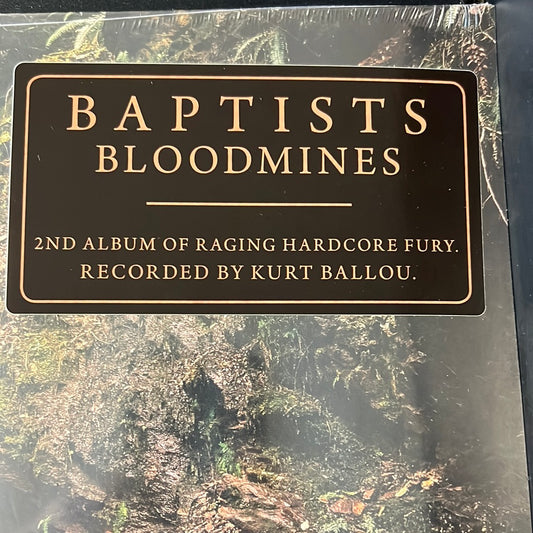 BAPTISTS
BLOODMINES
2ND ALBUM OF RAGING HARDCORE FURY.
RECORDED BY KURT BALLOU.